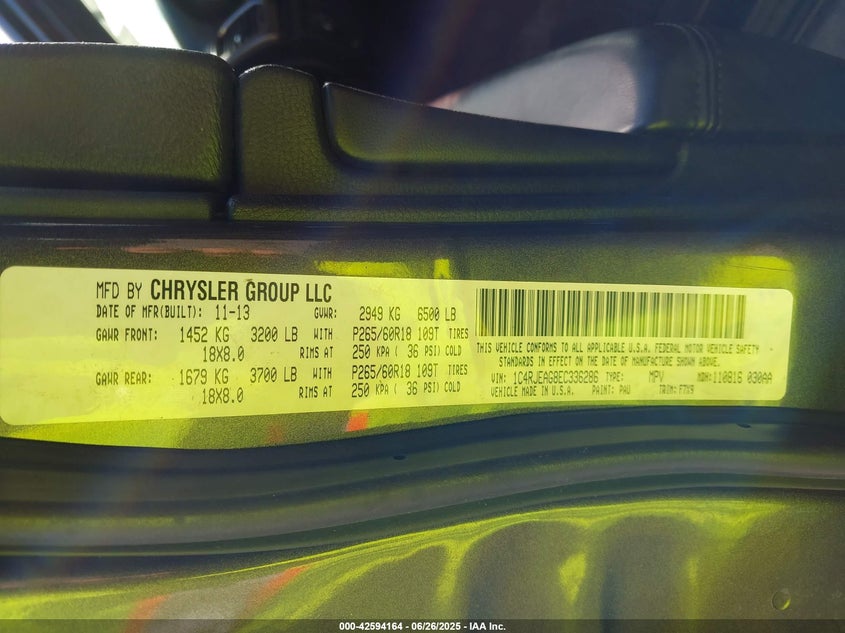 MFD BY CHRYSLER GROUP LLC
DATE OF MFR(BUILT): 11-13 GVWR: 2949 KG 6500 LB
GAWR FRONT: 1452 KG 3200 LB WITH P265/60R18 109T TIRES
18X8.0 RIMS AT 250 KPA ( 36 PSI) COLD
GAWR REAR: 1679 KG 3700 LB WITH P265/60R18 109T TIRES
18X8.0 RIMS AT 250 KPA ( 36 PSI) COLD
THIS VEHICLE CONFORMS TO ALL APPLICABLE U.S.A. FEDERAL MOTOR VEHICLE SAFETY
STANDARDS IN EFFECT ON THE DATE OF MANUFACTURE SHOWN ABOVE.
VIN: 1C4RJEAG8EC336286 TYPE: MPV MDH: 110816 030AA
VEHICLE MADE IN U.S.A. PAINT: PAU TRIM:
000-42594164 - 06/26/2025 - IAA Inc.